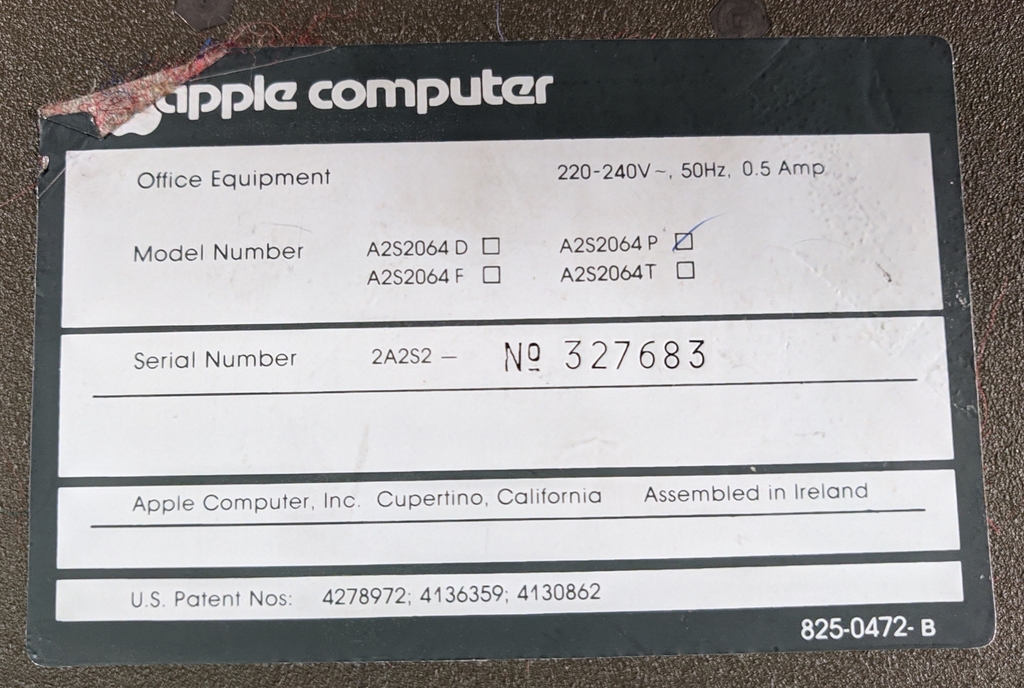 apple computer
Office Equipment 220-240V~, 50Hz, 0.5 Amp
Model Number A2S2064 D □ A2S2064 P □
A2S2064 F □ A2S2064 T □
Serial Number 2A2S2 – Nº 327683
Apple Computer, Inc. Cupertino, California Assembled in Ireland
U.S. Patent Nos: 4278972; 4136359; 4130862
825-0472-B